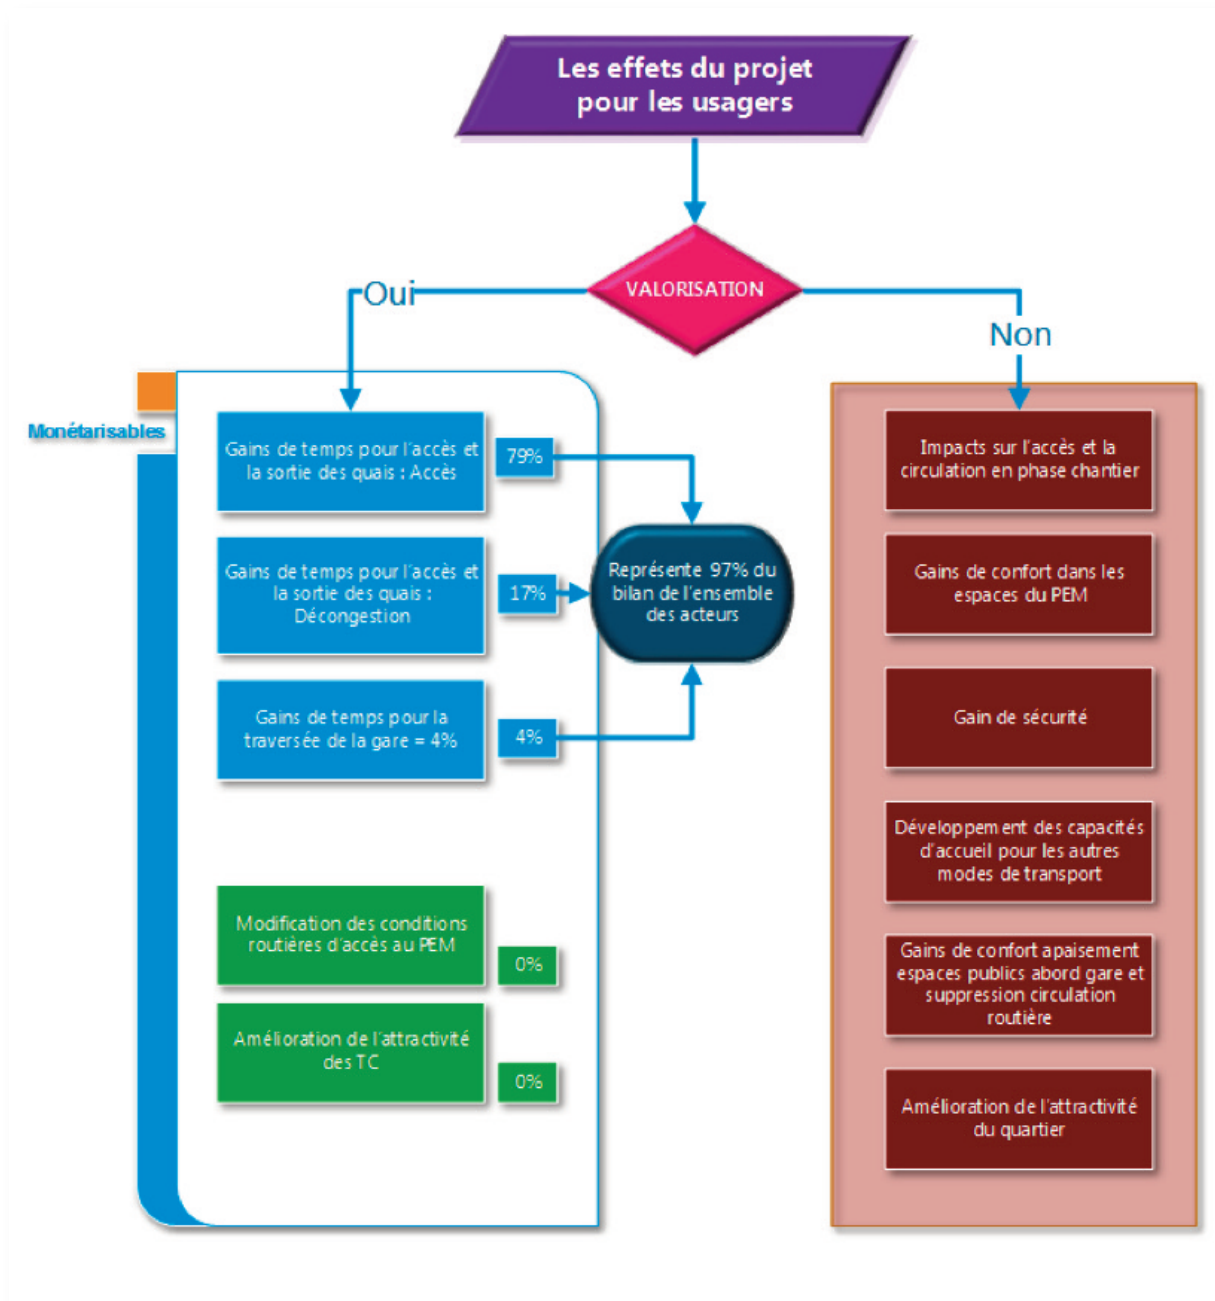 Les effets du projet
pour les usagers
VALORISATION
Oui
Non
Monétarisables
Gains de temps pour l'accès et
la sortie des quais : Accès
79%
Gains de temps pour l'accès et
la sortie des quais :
Décongestion
17%
Gains de temps pour la
traversée de la gare = 4%
4%
Représente 97% du
bilan de l'ensemble
des acteurs
Modification des conditions
routières d'accès au PEM
0%
Amélioration de l'attractivité
des TC
0%
Impacts sur l'accès et la
circulation en phase chantier
Gains de confort dans les
espaces du PEM
Gain de sécurité
Développement des capacités
d'accueil pour les autres
modes de transport
Gains de confort apaisement
espaces publics abord gare et
suppression circulation
routière
Amélioration de l'attractivité
du quartier